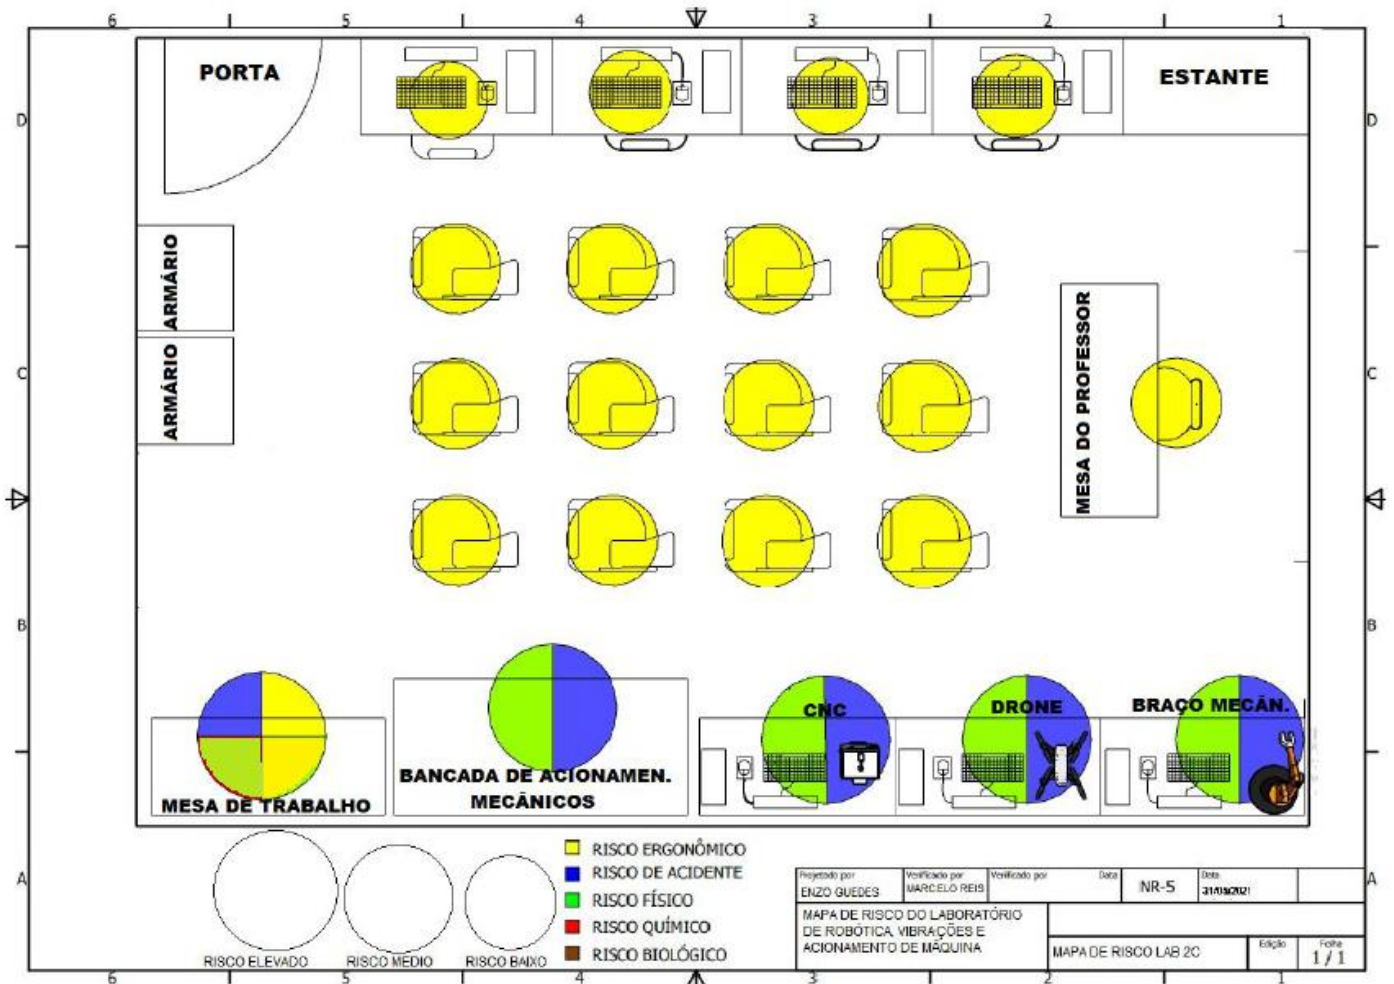 6 5 4 3 2 1
PORTA
ESTANTE
D D
ARMÁRIO
ARMÁRIO
MESA DO PROFESSOR
C C
B B
CNC
DRONE
BRAÇO MECÂN.
BANCADA DE ACIONAMEN.
MECÂNICOS
MESA DE TRABALHO
A A
RISCO ELEVADO
RISCO MEDIO
RISCO BAIXO
RISCO ERGONÔMICO
RISCO DE ACIDENTE
RISCO FÍSICO
RISCO QUÍMICO
RISCO BIOLÓGICO
Projetado por
ENZO GUEDES
Verificado por
MARCELO REIS
Verificado por
Data
NR-5
Data
MAPA DE RISCO DO LABORATÓRIO
DE ROBÓTICA, VIBRAÇÕES E
ACIONAMENTO DE MÁQUINA
MAPA DE RISCO LAB 2C
Edição
Folha
1 / 1
6 5 4 3 2 1